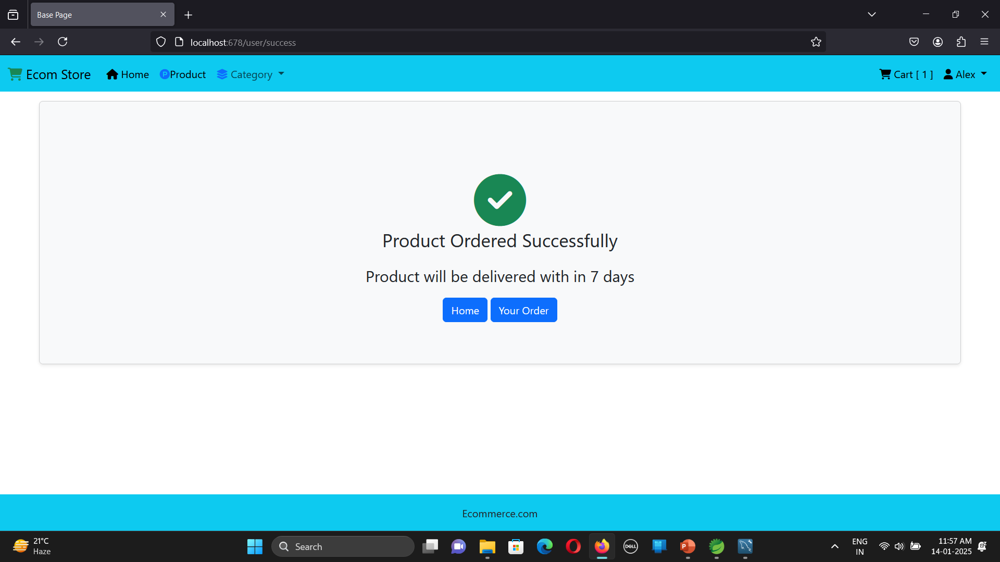 Base Page
localhost:678/user/success
Ecom Store Home Product Category Cart [ 1 ] Alex
Product Ordered Successfully
Product will be delivered with in 7 days
Home Your Order
Ecommerce.com
21°C
Haze
Search
DELL
ENG
IN
11:57 AM
14-01-2025